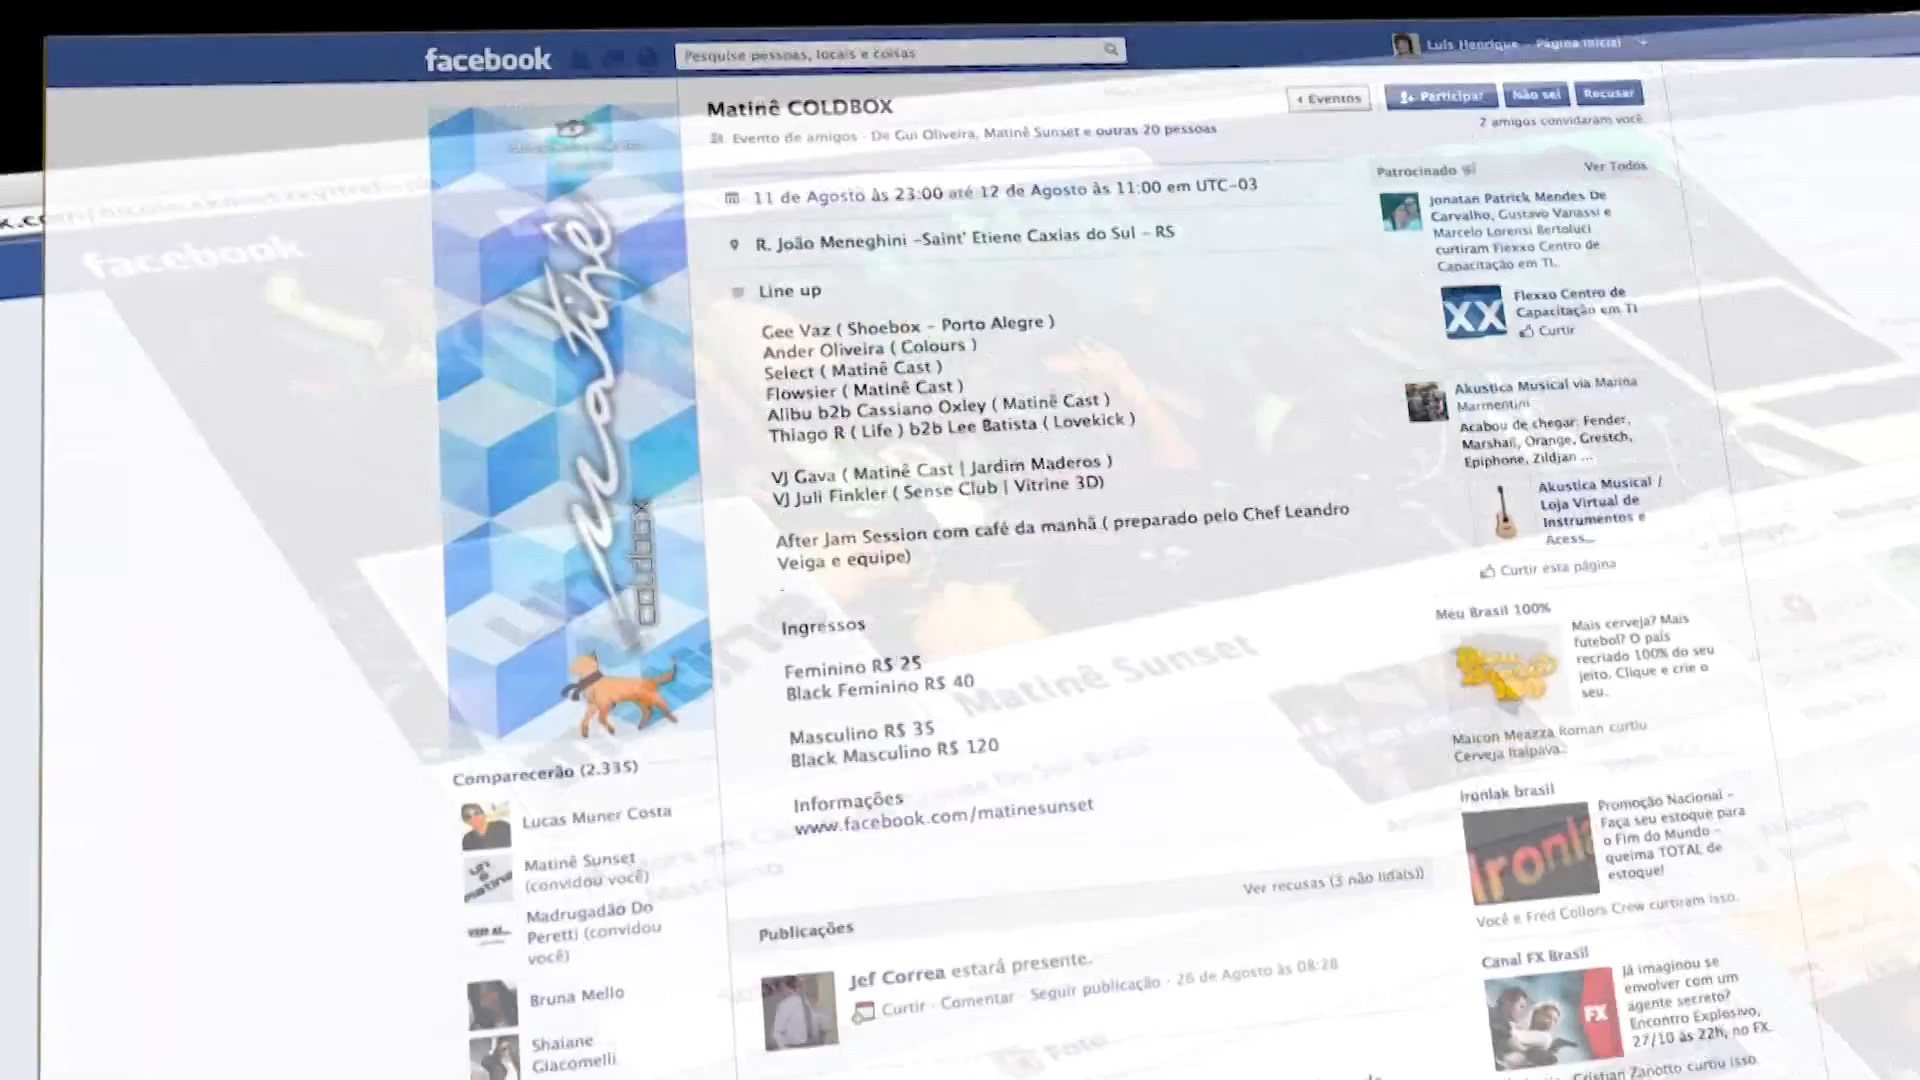 facebook
Pesquise pessoas, locais e coisas
Luis Henrique
Página inicial
Matinê COLDBOX
Eventos
Participar
Não sei
Recusar
Evento de amigos · De Gui Oliveira, Matinê Sunset e outras 20 pessoas
2 amigos convidaram você
11 de Agosto às 23:00 até 12 de Agosto às 11:00 em UTC-03
R. João Meneghini -Saint' Etiene Caxias do Sul - RS
Line up
Gee Vaz ( Shoebox - Porto Alegre )
Ander Oliveira ( Colours )
Select ( Matinê Cast )
Flowsier ( Matinê Cast )
Alibu b2b Cassiano Oxley ( Matinê Cast )
Thiago R ( Life ) b2b Lee Batista ( Lovekick )
VJ Gava ( Matinê Cast | Jardim Maderos )
VJ Juli Finkler ( Sense Club | Vitrine 3D)
After Jam Session com café da manhã ( preparado pelo Chef Leandro
Veiga e equipe)
.
Ingressos
Feminino R$ 25
Black Feminino R$ 40
Masculino R$ 35
Black Masculino R$ 120
Informações
www.facebook.com/matinesunset
Ver recusas (3 não lida(s))
Publicações
Jef Correa estará presente.
Curtir · Comentar · Seguir publicação · 26 de Agosto às 08:28
matinê
coldbox
Comparecerão (2.335)
Lucas Muner Costa
Matinê Sunset
(convidou você)
Madrugadão Do
Peretti (convidou
você)
Bruna Mello
Shaiane
Giacomelli
Patrocinado
Ver Todos
Jonatan Patrick Mendes De
Carvalho, Gustavo Vanassi e
Marcelo Lorensi Bertoluci
curtiram Flexxo Centro de
Capacitação em TI.
XX
Flexxo Centro de
Capacitação em TI
Curtir
Akustica Musical via Marina
Marmentini
Acabou de chegar: Fender,
Marshall, Orange, Grestch,
Epiphone, Zildjian ...
Akustica Musical /
Loja Virtual de
Instrumentos e
Acess...
Curtir esta página
Meu Brasil 100%
Mais cerveja? Mais
futebol? O país
recriado 100% do seu
jeito. Clique e crie o
seu.
Maicon Meazza Roman curtiu
Cerveja Itaipava.
Ironlak brasil
Ironla
Promoção Nacional -
Faça seu estoque para
o Fim do Mundo -
queima TOTAL de
estoque!
Você e Fred Collors Crew curtiram isso.
Canal FX Brasil
FX
Já imaginou se
envolver com um
agente secreto?
Encontro Explosivo,
27/10 às 22h, no FX.
Cristian Zanotto curtiu isso.
facebook
Matinê Sunset
Foto